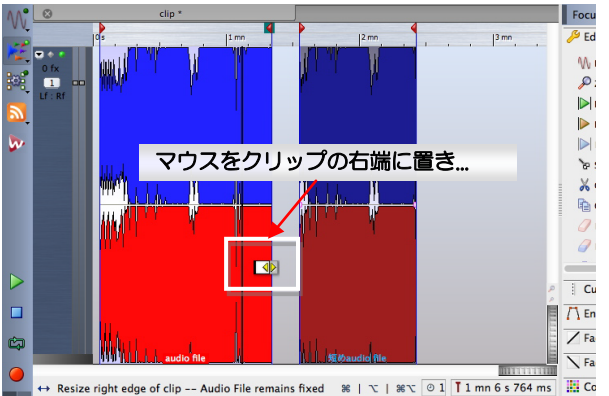 clip *
Focu
0 s
1 mn
2 mn
3 mn
Ed
0 fx
1
Lf : Rf
マウスをクリップの右端に置き...
audio file
短めaudio file
Cu
En
Fa
Fa
Co
Resize right edge of clip -- Audio File remains fixed
⌘ | ⌥ | ⌘⌥
1
1 mn 6 s 764 ms